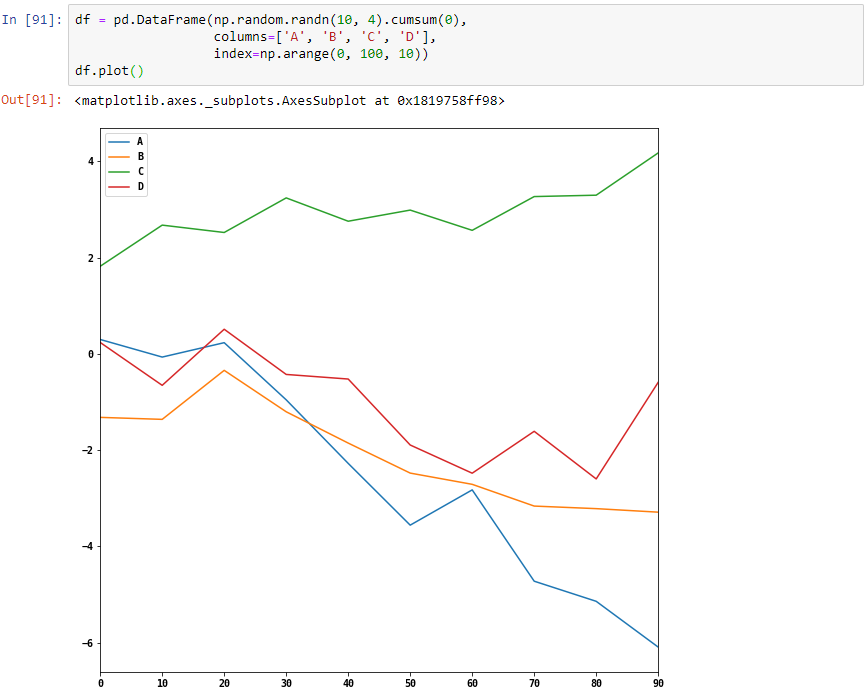 In [91]: df = pd.DataFrame(np.random.randn(10, 4).cumsum(0),
columns=['A', 'B', 'C', 'D'],
index=np.arange(0, 100, 10))
df.plot()
Out[91]: <matplotlib.axes._subplots.AxesSubplot at 0x1819758ff98>
A
B
C
D
4
2
0
−2
−4
−6
0 10 20 30 40 50 60 70 80 90